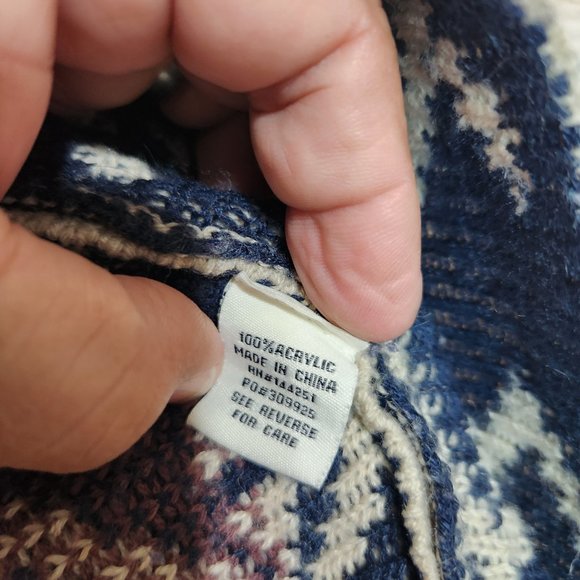 100% ACRYLIC
MADE IN CHINA
RN#144251
PO#309925
SEE REVERSE
FOR CARE